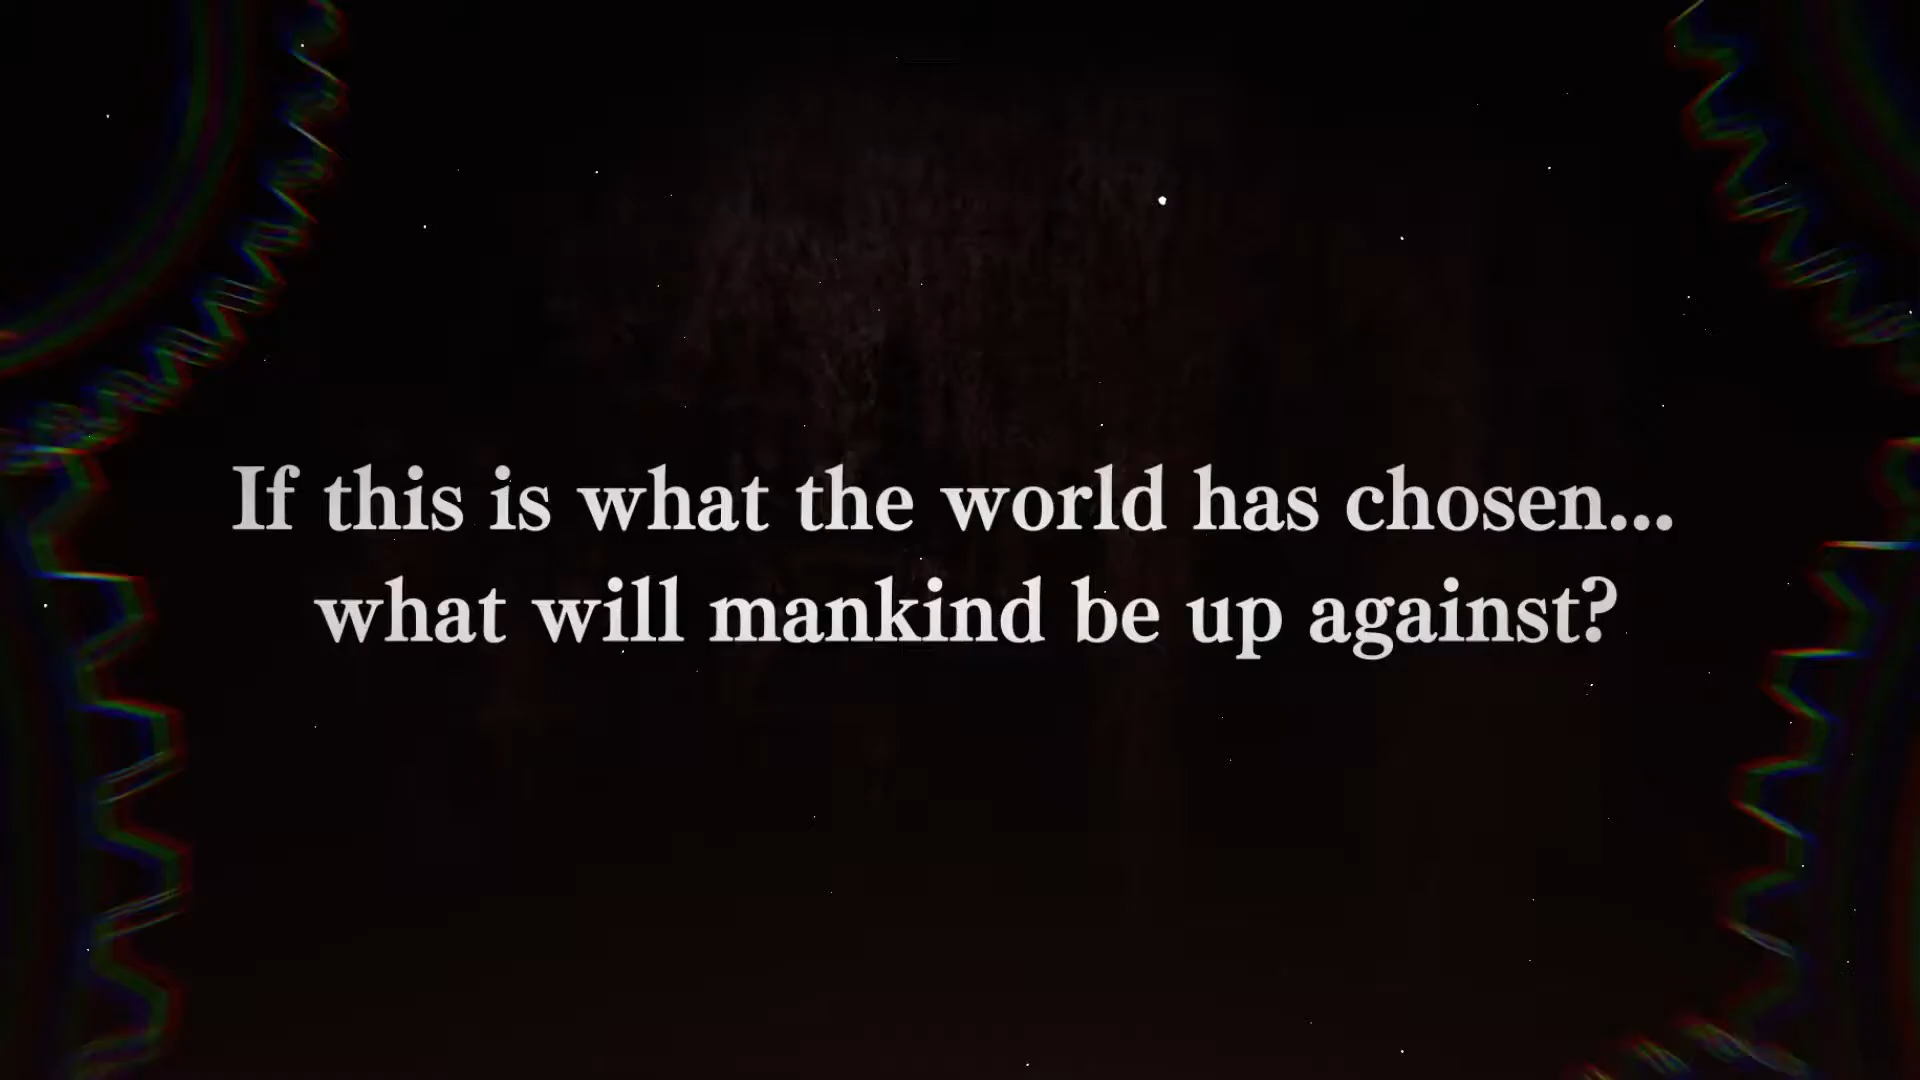 If this is what the world has chosen...
what will mankind be up against?